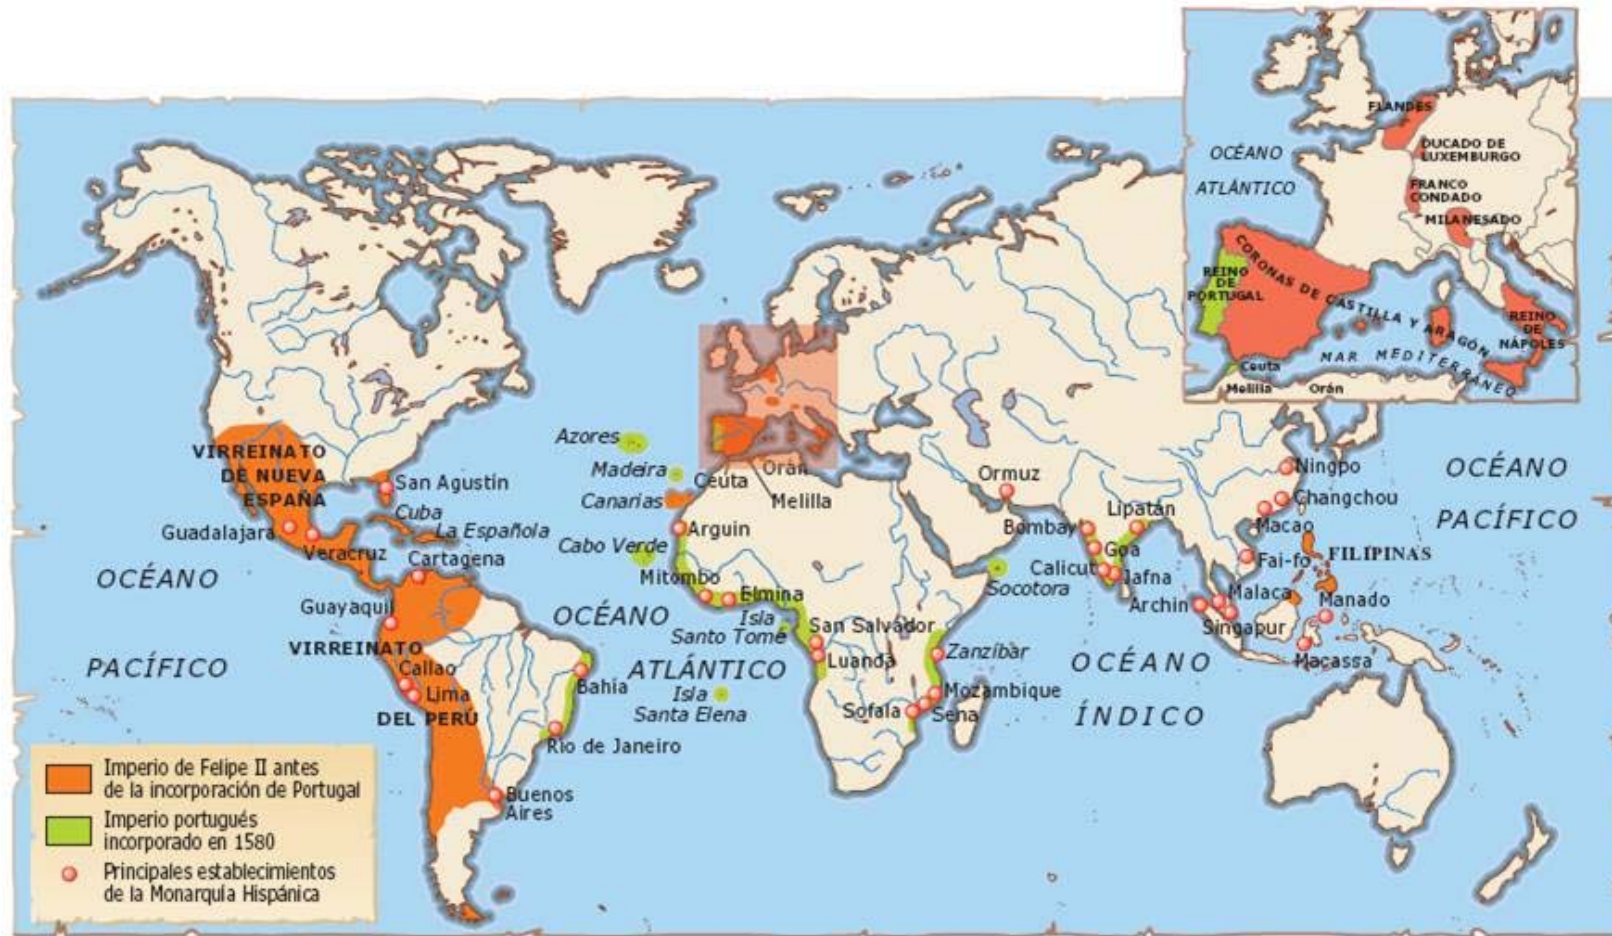 FLANDES
OCÉANO
ATLÁNTICO
DUCADO DE
LUXEMBURGO
FRANCO
CONDADO
MILANESADO
CORONAS DE CASTILLA Y ARAGÓN
REINO
DE
PORTUGAL
REINO
DE
NÁPOLES
MAR MEDITERRÁNEO
Ceuta
Melilla
Orán
VIRREINATO
DE NUEVA
ESPAÑA
San Agustín
Cuba
La Española
Guadalajara
Veracruz
Cartagena
OCÉANO
PACÍFICO
Guayaquil
VIRREINATO
Callao
Lima
DEL PERÚ
Bahía
Río de Janeiro
Buenos
Aires
Azores
Madeira
Canarias
Ceúta
Orán
Melilla
Arguin
Cabo Verde
Mitombo
Elmina
OCÉANO
ATLÁNTICO
Isla
Santo Tomé
Isla
Santa Elena
San Salvador
Luanda
Zanzíbar
Mozambique
Sofala
Sena
Ormuz
Socotora
Bombay
Lipatán
Goa
Calicut
Jafna
OCÉANO
ÍNDICO
Ningpo
Changchou
Macao
Fai-fo
FILÍPINAS
Archin
Malaca
Manado
Singapur
Macassa
OCÉANO
PACÍFICO
Imperio de Felipe II antes
de la incorporación de Portugal
Imperio portugués
incorporado en 1580
Principales establecimientos
de la Monarquía Hispánica